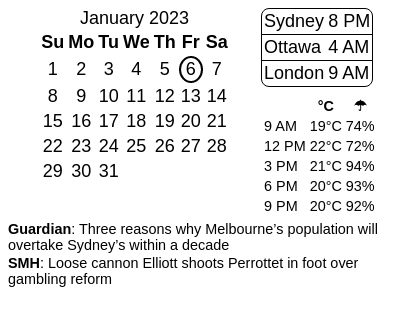 January 2023
Su Mo Tu We Th Fr Sa
1 2 3 4 5 6 7
8 9 10 11 12 13 14
15 16 17 18 19 20 21
22 23 24 25 26 27 28
29 30 31
Sydney 8 PM
Ottawa 4 AM
London 9 AM
°C ☂
9 AM 19°C 74%
12 PM 22°C 72%
3 PM 21°C 94%
6 PM 20°C 93%
9 PM 20°C 92%
Guardian: Three reasons why Melbourne’s population will
overtake Sydney’s within a decade
SMH: Loose cannon Elliott shoots Perrottet in foot over
gambling reform